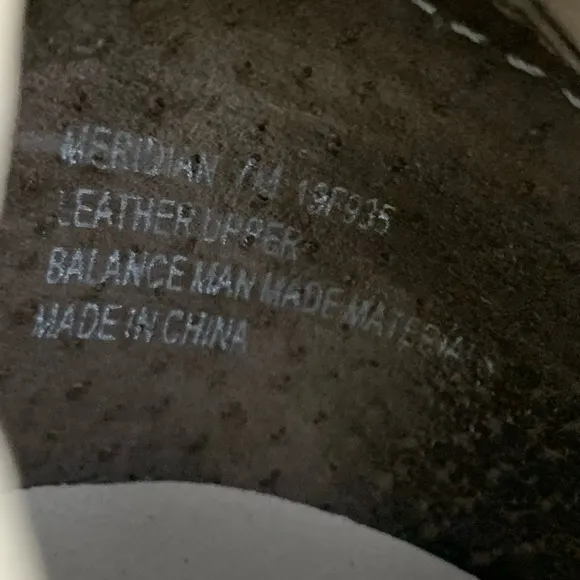 MERIDIAN 7M 19F935
LEATHER UPPER
BALANCE MAN MADE MATERIALS
MADE IN CHINA